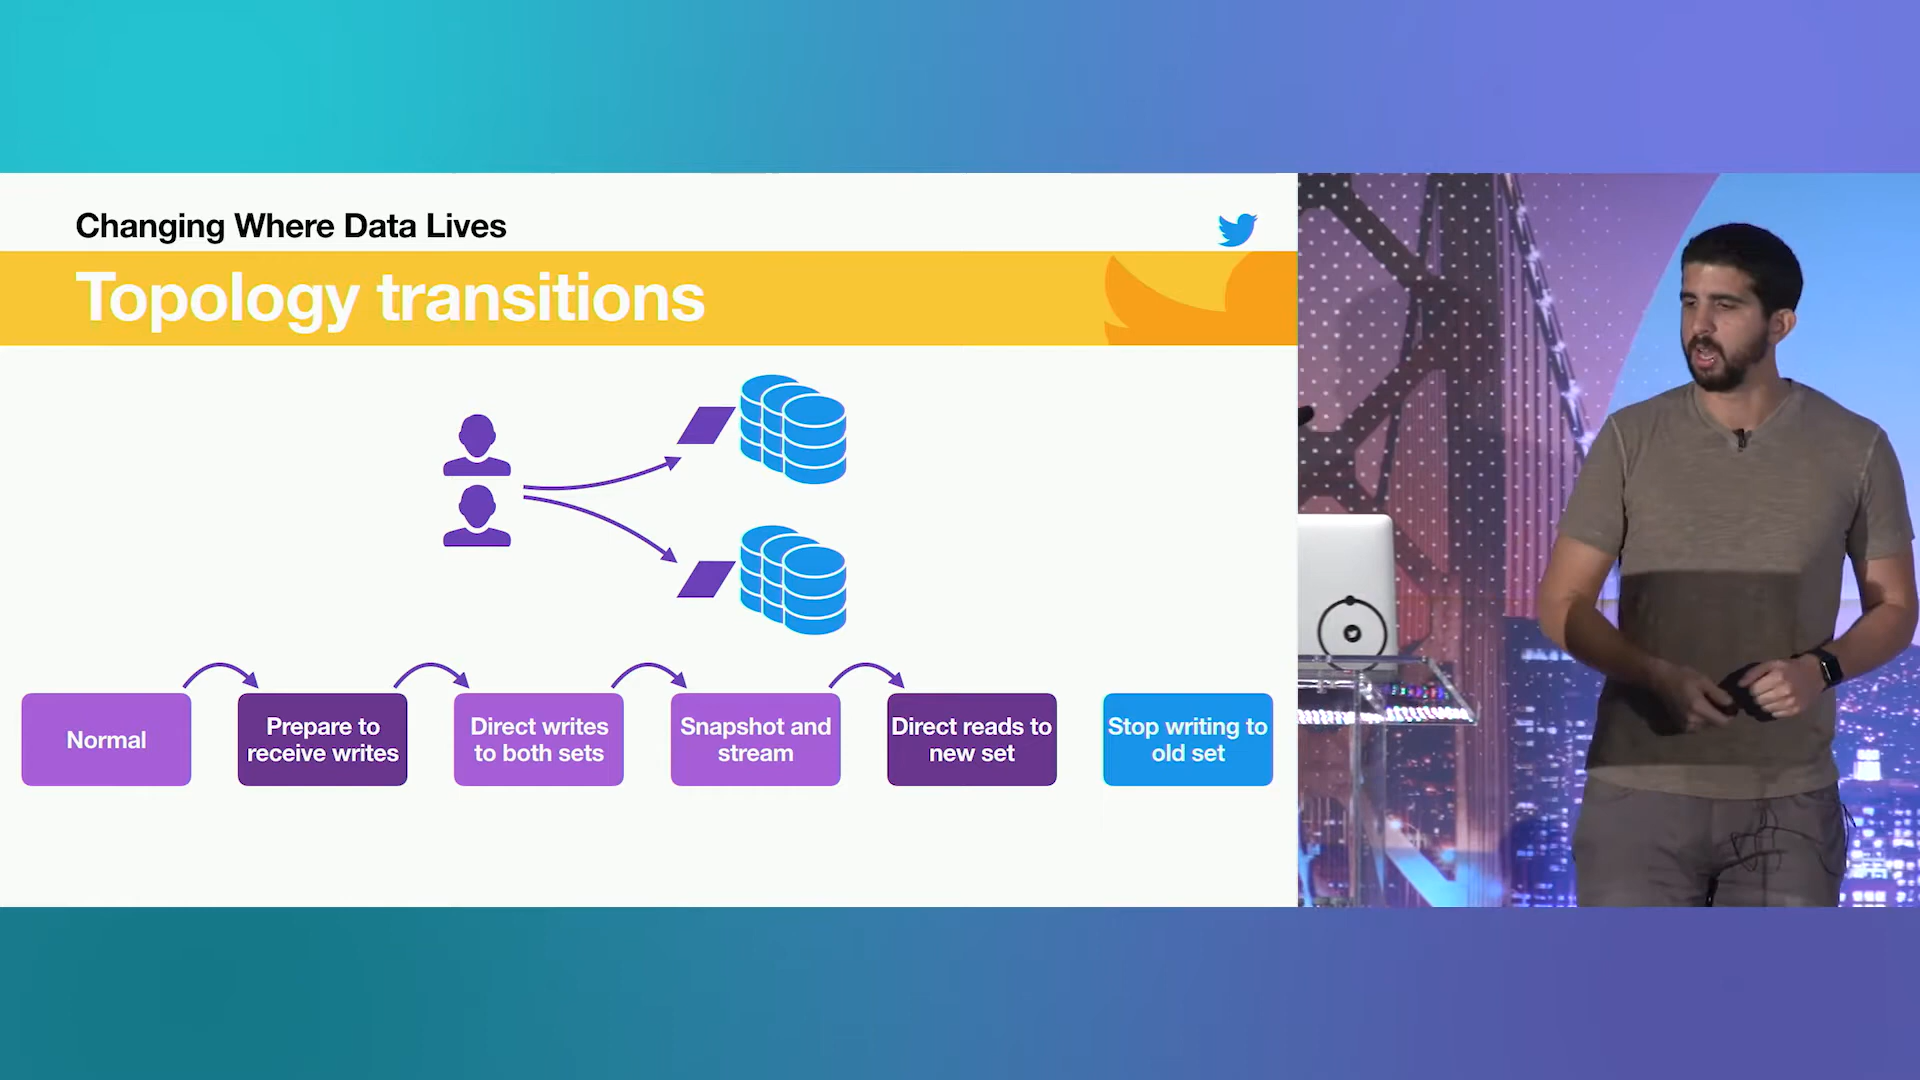 Changing Where Data Lives
Topology transitions
Normal
Prepare to
receive writes
Direct writes
to both sets
Snapshot and
stream
Direct reads to
new set
Stop writing to
old set